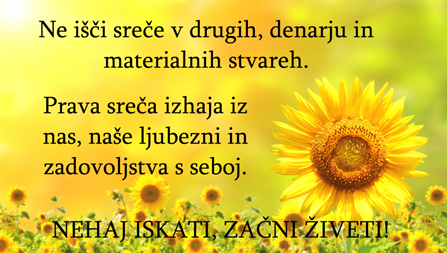 Ne išči sreče v drugih, denarju in
materialnih stvareh.
Prava sreča izhaja iz
nas, naše ljubezni in
zadovoljstva s seboj.
NEHAJ ISKATI, ZAČNI ŽIVETI!